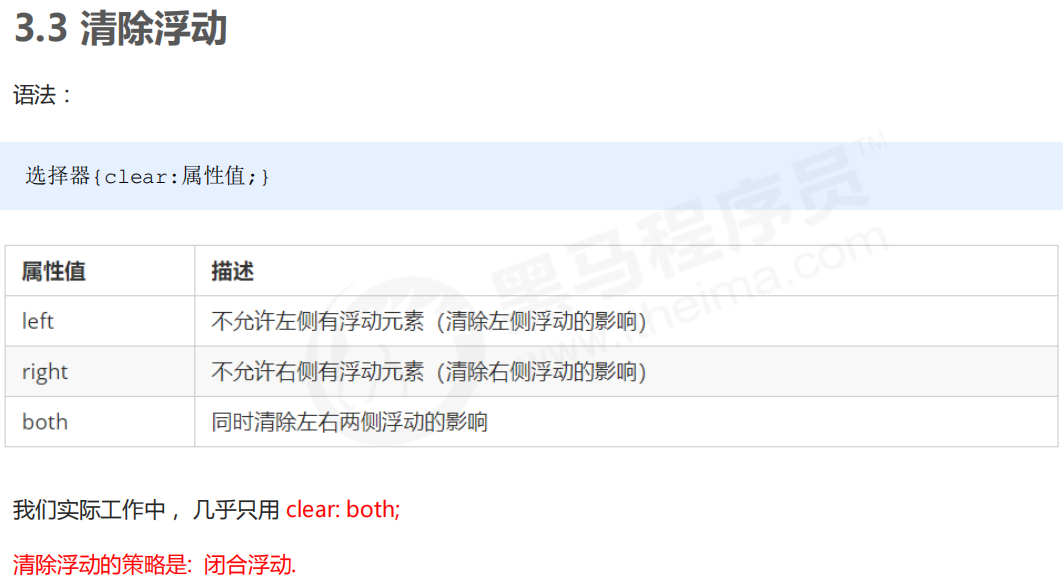 3.3 清除浮动
语法：
选择器{clear:属性值;}
属性值 描述
left 不允许左侧有浮动元素（清除左侧浮动的影响）
right 不允许右侧有浮动元素（清除右侧浮动的影响）
both 同时清除左右两侧浮动的影响
我们实际工作中， 几乎只用 clear: both;
清除浮动的策略是: 闭合浮动.
黑马程序员™
www.itheima.com